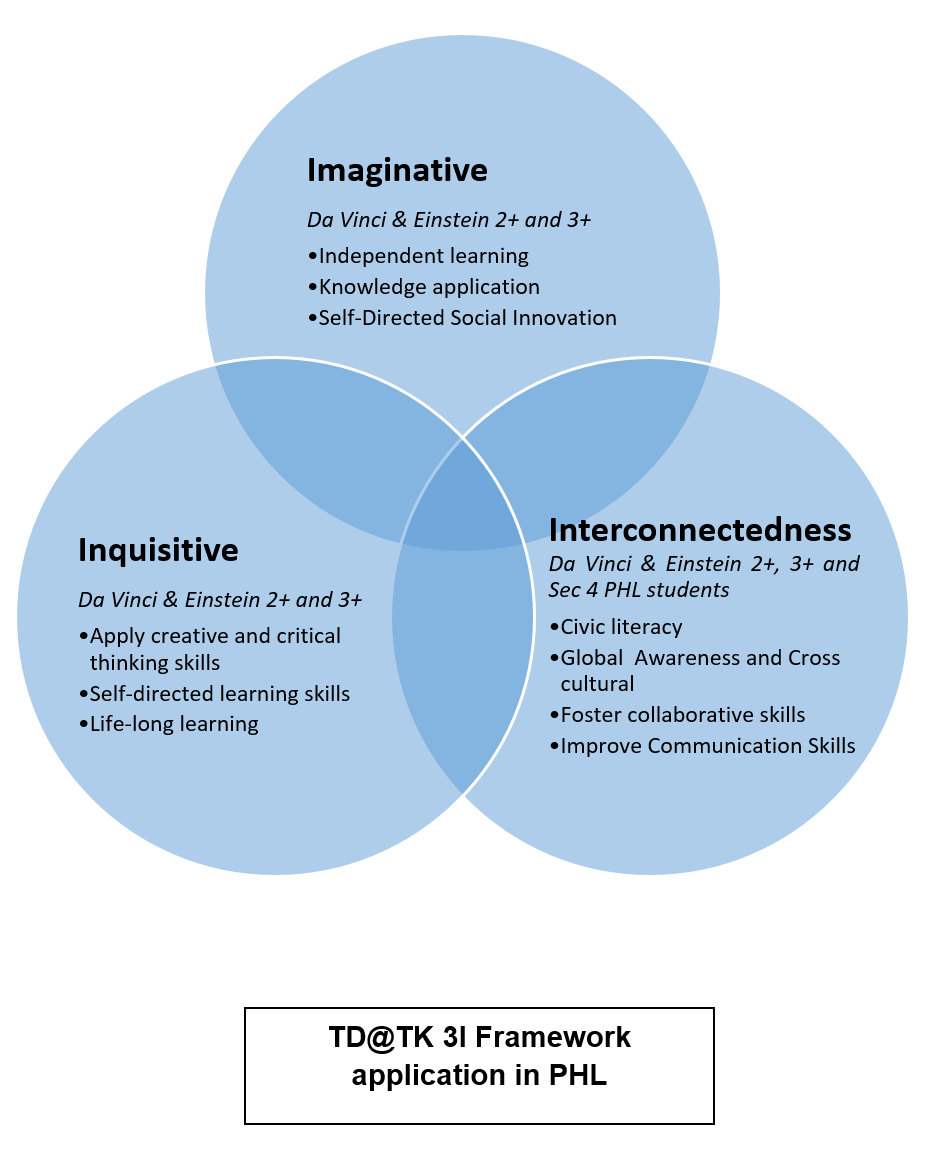 Imaginative
Da Vinci & Einstein 2+ and 3+
•Independent learning
•Knowledge application
•Self-Directed Social Innovation
Inquisitive
Da Vinci & Einstein 2+ and 3+
•Apply creative and critical
thinking skills
•Self-directed learning skills
•Life-long learning
Interconnectedness
Da Vinci & Einstein 2+, 3+ and
Sec 4 PHL students
•Civic literacy
•Global  Awareness and Cross
cultural
•Foster collaborative skills
•Improve Communication Skills
TD@TK 3I Framework
application in PHL